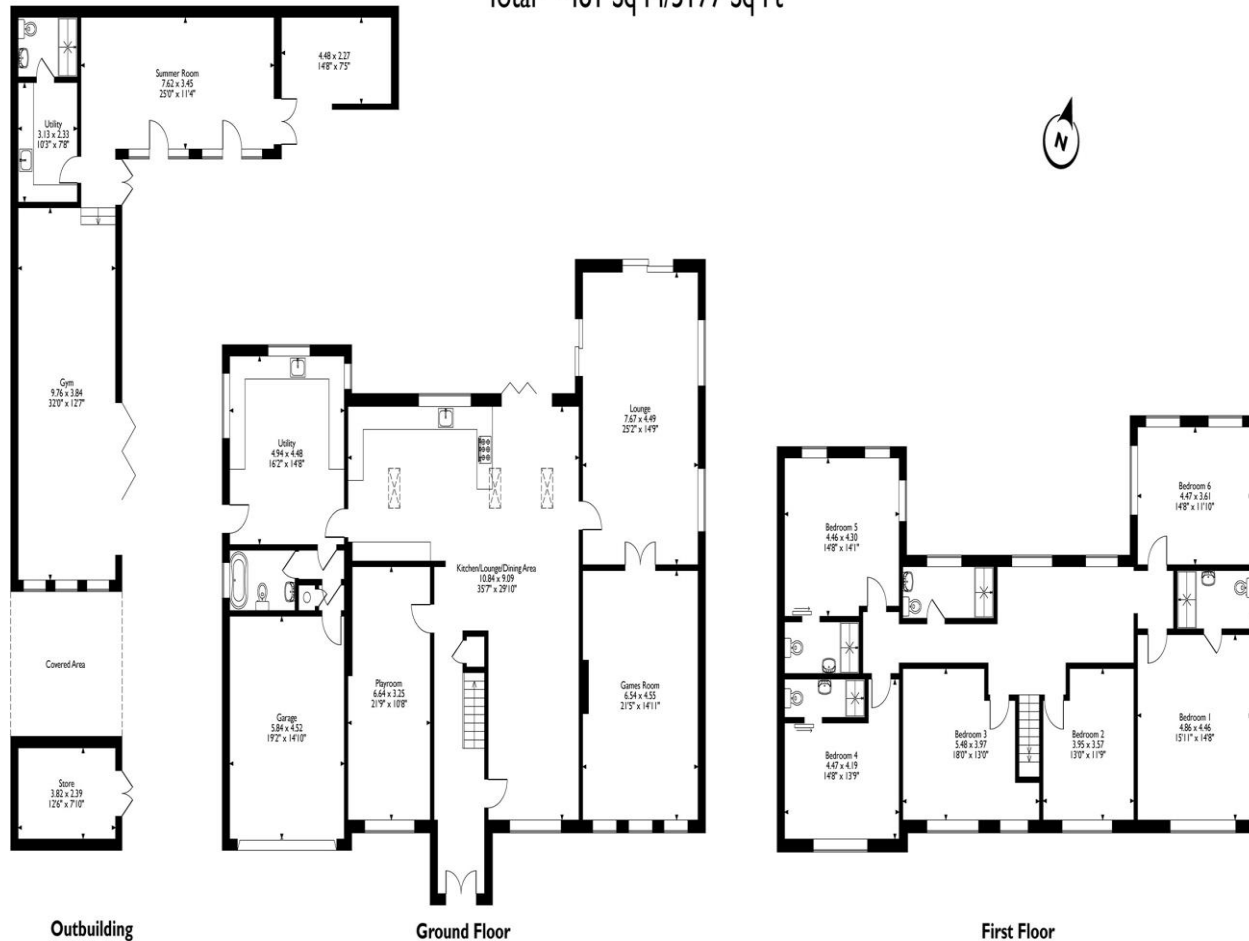 Total 481 Sq M/5177 Sq Ft
Summer Room
7.62 x 3.45
25'0" x 11'4"
4.48 x 2.27
14'8" x 7'5"
Utility
3.13 x 2.33
10'3" x 7'8"
N
Gym
9.76 x 3.84
32'0" x 12'7"
Covered Area
Store
3.82 x 2.39
12'6" x 7'10"
Outbuilding
Lounge
7.67 x 4.49
25'2" x 14'9"
Utility
4.94 x 4.48
16'2" x 14'8"
Kitchen/Lounge/Dining Area
10.84 x 9.09
35'7" x 29'10"
Playroom
6.64 x 3.25
21'9" x 10'8"
Games Room
6.54 x 4.55
21'5" x 14'11"
Garage
5.84 x 4.52
19'2" x 14'10"
Ground Floor
Bedroom 6
4.47 x 3.61
14'8" x 11'10"
Bedroom 5
4.46 x 4.30
14'8" x 14'1"
Bedroom 4
4.47 x 4.19
14'8" x 13'9"
Bedroom 3
5.48 x 3.97
18'0" x 13'0"
Bedroom 2
3.95 x 3.57
13'0" x 11'9"
Bedroom 1
4.86 x 4.46
15'11" x 14'8"
First Floor